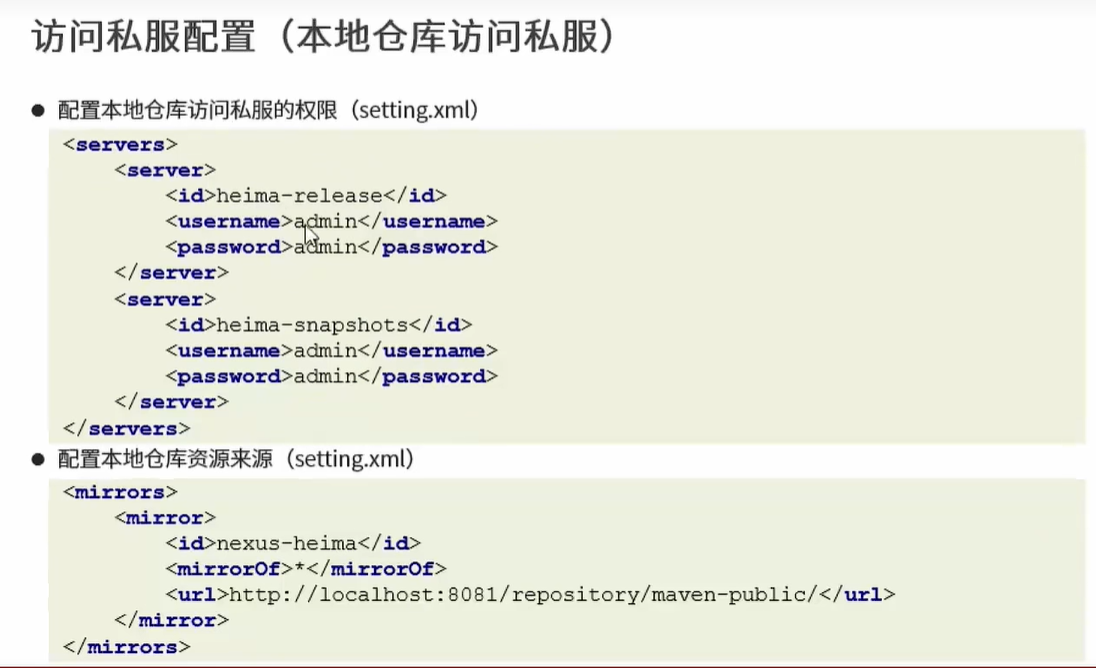 访问私服配置（本地仓库访问私服）
● 配置本地仓库访问私服的权限（setting.xml）
<servers>
    <server>
        <id>heima-release</id>
        <username>admin</username>
        <password>admin</password>
    </server>
    <server>
        <id>heima-snapshots</id>
        <username>admin</username>
        <password>admin</password>
    </server>
</servers>
● 配置本地仓库资源来源（setting.xml）
<mirrors>
    <mirror>
        <id>nexus-heima</id>
        <mirrorOf>*</mirrorOf>
        <url>http://localhost:8081/repository/maven-public/</url>
    </mirror>
</mirrors>